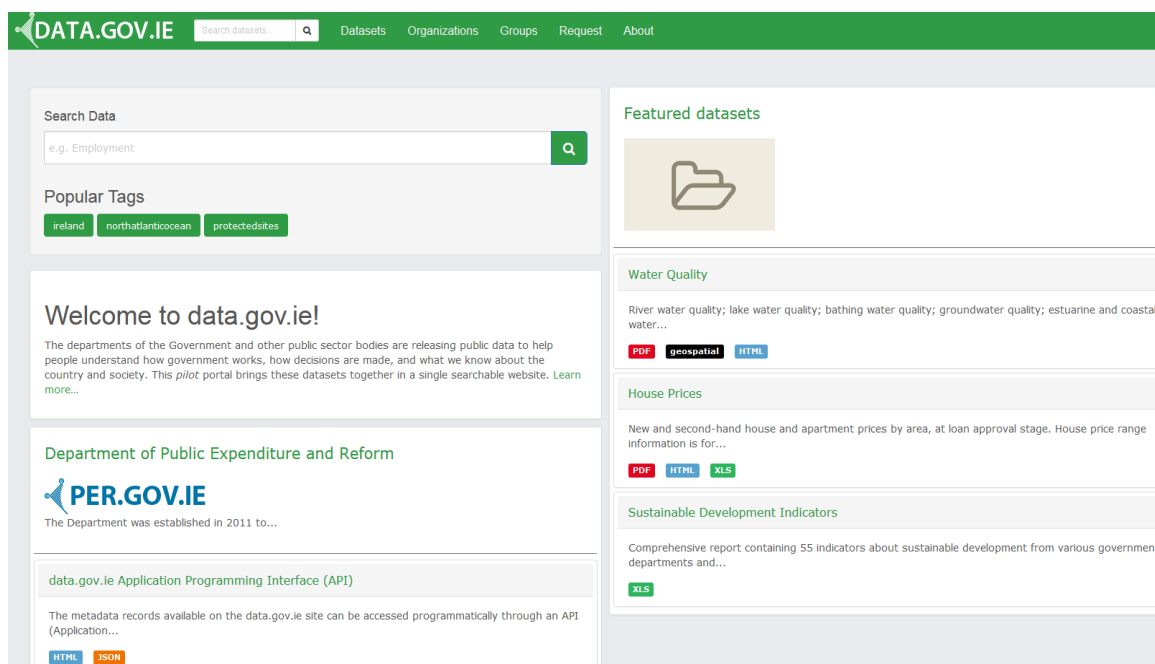 DATA.GOV.IE
Search datasets...
Datasets Organizations Groups Request About
Search Data
e.g. Employment
Popular Tags
ireland northatlanticocean protectedsites
Welcome to data.gov.ie!
The departments of the Government and other public sector bodies are releasing public data to help
people understand how government works, how decisions are made, and what we know about the
country and society. This pilot portal brings these datasets together in a single searchable website. Learn
more...
Department of Public Expenditure and Reform
PER.GOV.IE
The Department was established in 2011 to...
data.gov.ie Application Programming Interface (API)
The metadata records available on the data.gov.ie site can be accessed programmatically through an API
(Application...
HTML JSON
Featured datasets
Water Quality
River water quality; lake water quality; bathing water quality; groundwater quality; estuarine and coastal
water...
PDF geospatial HTML
House Prices
New and second-hand house and apartment prices by area, at loan approval stage. House price range
information is for...
PDF HTML XLS
Sustainable Development Indicators
Comprehensive report containing 55 indicators about sustainable development from various governmen
departments and...
XLS